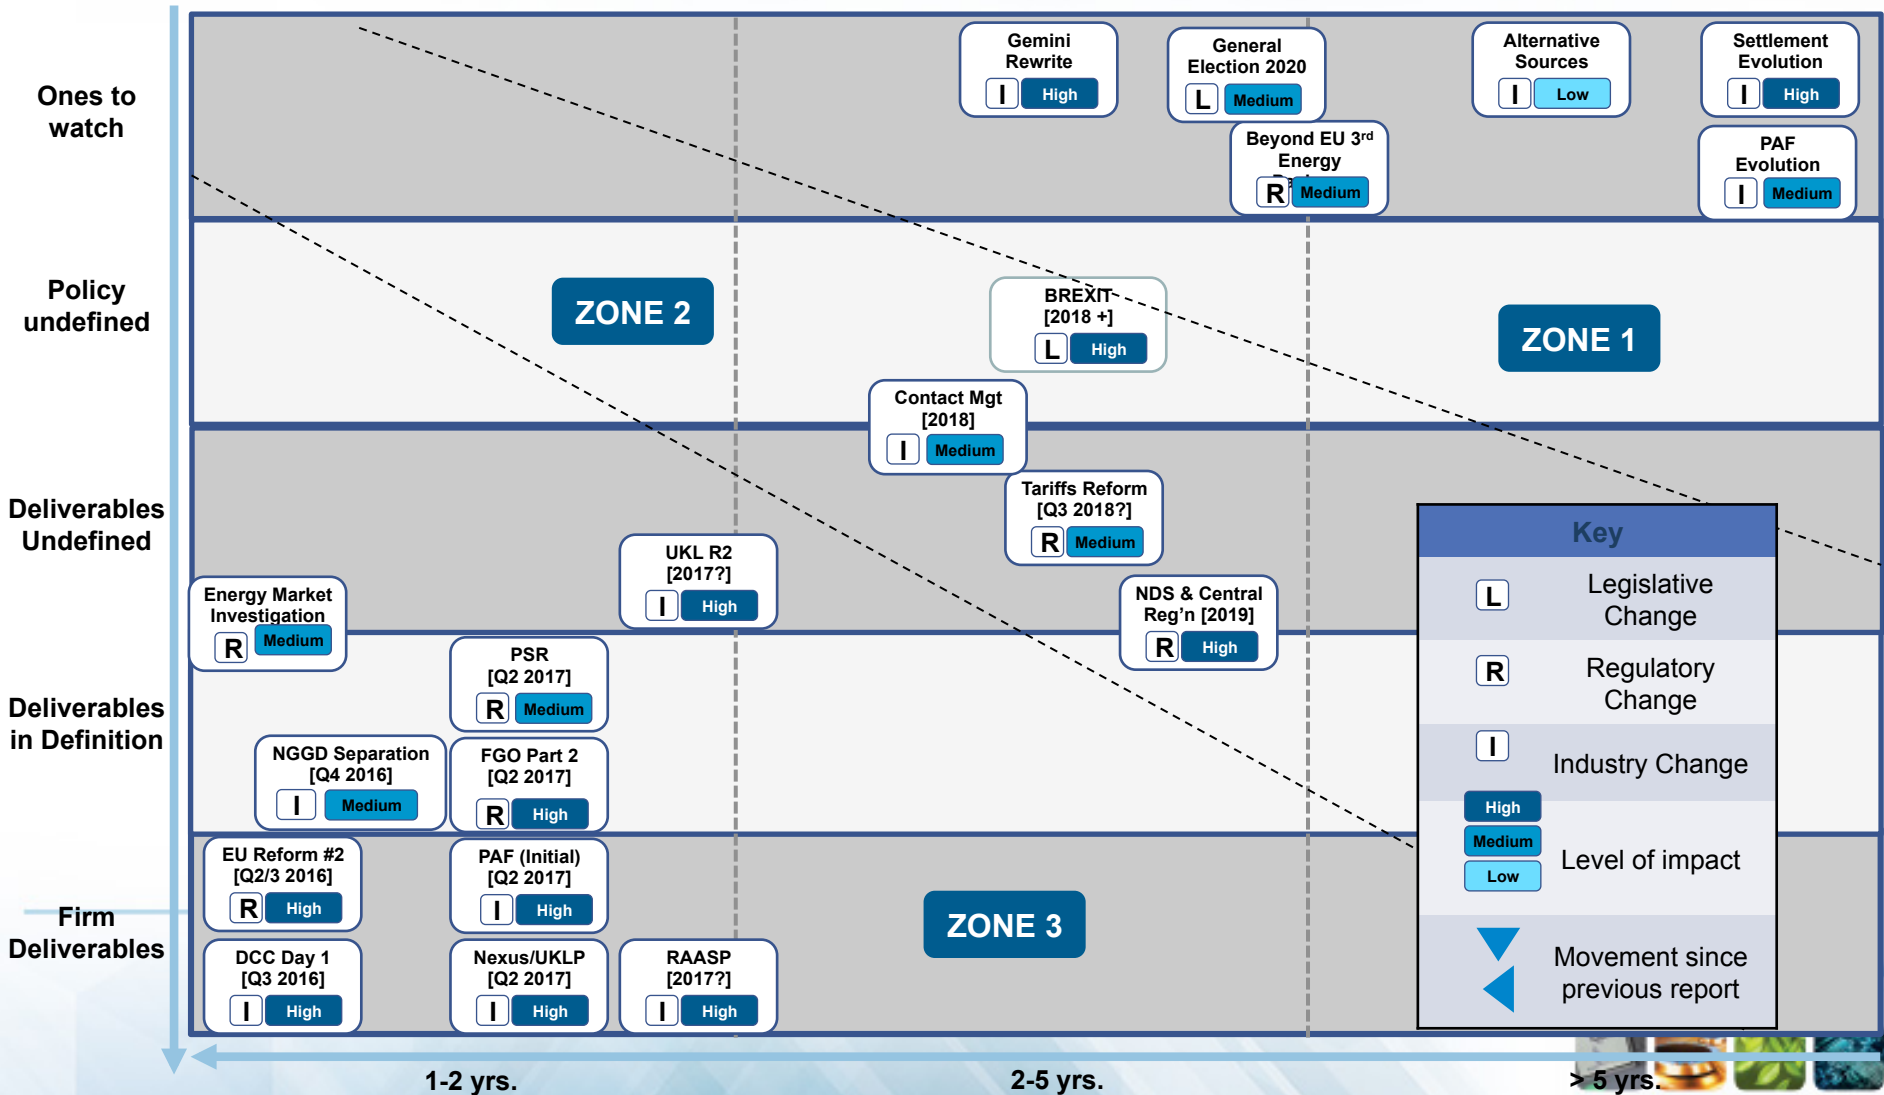 Ones to
watch
Gemini
Rewrite
I High
General
Election 2020
L Medium
Alternative
Sources
I Low
Settlement
Evolution
I High
Beyond EU 3rd
Energy
R Medium
PAF
Evolution
I Medium
Policy
undefined
ZONE 2
BREXIT
[2018 +]
L High
ZONE 1
Contact Mgt
[2018]
I Medium
Deliverables
Undefined
Tariffs Reform
[Q3 2018?]
R Medium
UKL R2
[2017?]
I High
Energy Market
Investigation
R Medium
NDS & Central
Reg'n [2019]
R High
Deliverables
in Definition
PSR
[Q2 2017]
R Medium
NGGD Separation
[Q4 2016]
I Medium
FGO Part 2
[Q2 2017]
R High
Firm
Deliverables
EU Reform #2
[Q2/3 2016]
R High
PAF (Initial)
[Q2 2017]
I High
ZONE 3
DCC Day 1
[Q3 2016]
I High
Nexus/UKLP
[Q2 2017]
I High
RAASP
[2017?]
I High
Key
L Legislative
Change
R Regulatory
Change
I Industry Change
High
Medium
Low
Level of impact
Movement since
previous report
1-2 yrs.
2-5 yrs.
> 5 yrs.